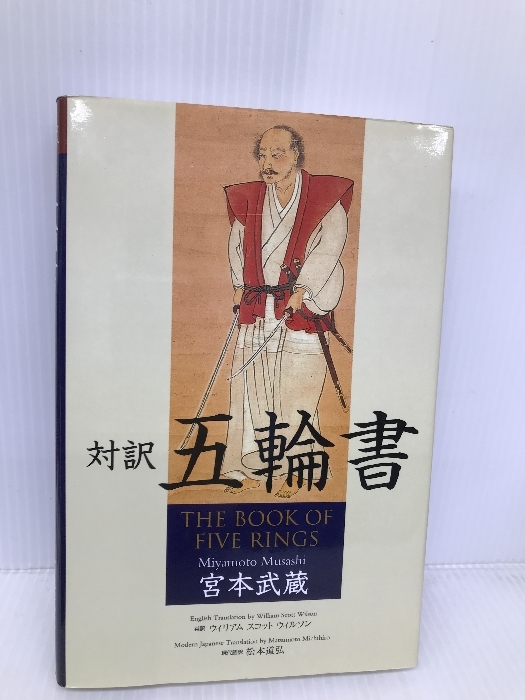 対訳 五輪書
THE BOOK OF
FIVE RINGS
Miyamoto Musashi
宮本武蔵
English Translation by William Scott Wilson
英訳 ウィリアム スコット ウィルソン
Modern Japanese Translation by Matsumoto Michihiro
現代語訳 松本道弘